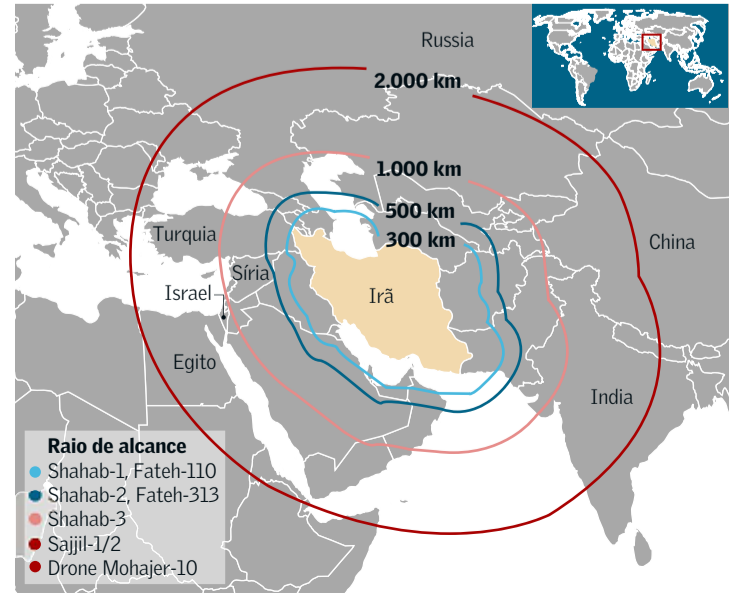 Russia
2.000 km
1.000 km
500 km
300 km
Turquia
Síria
Israel
Irã
China
Egito
India
Raio de alcance
Shahab-1, Fateh-110
Shahab-2, Fateh-313
Shahab-3
Sajjil-1/2
Drone Mohajer-10